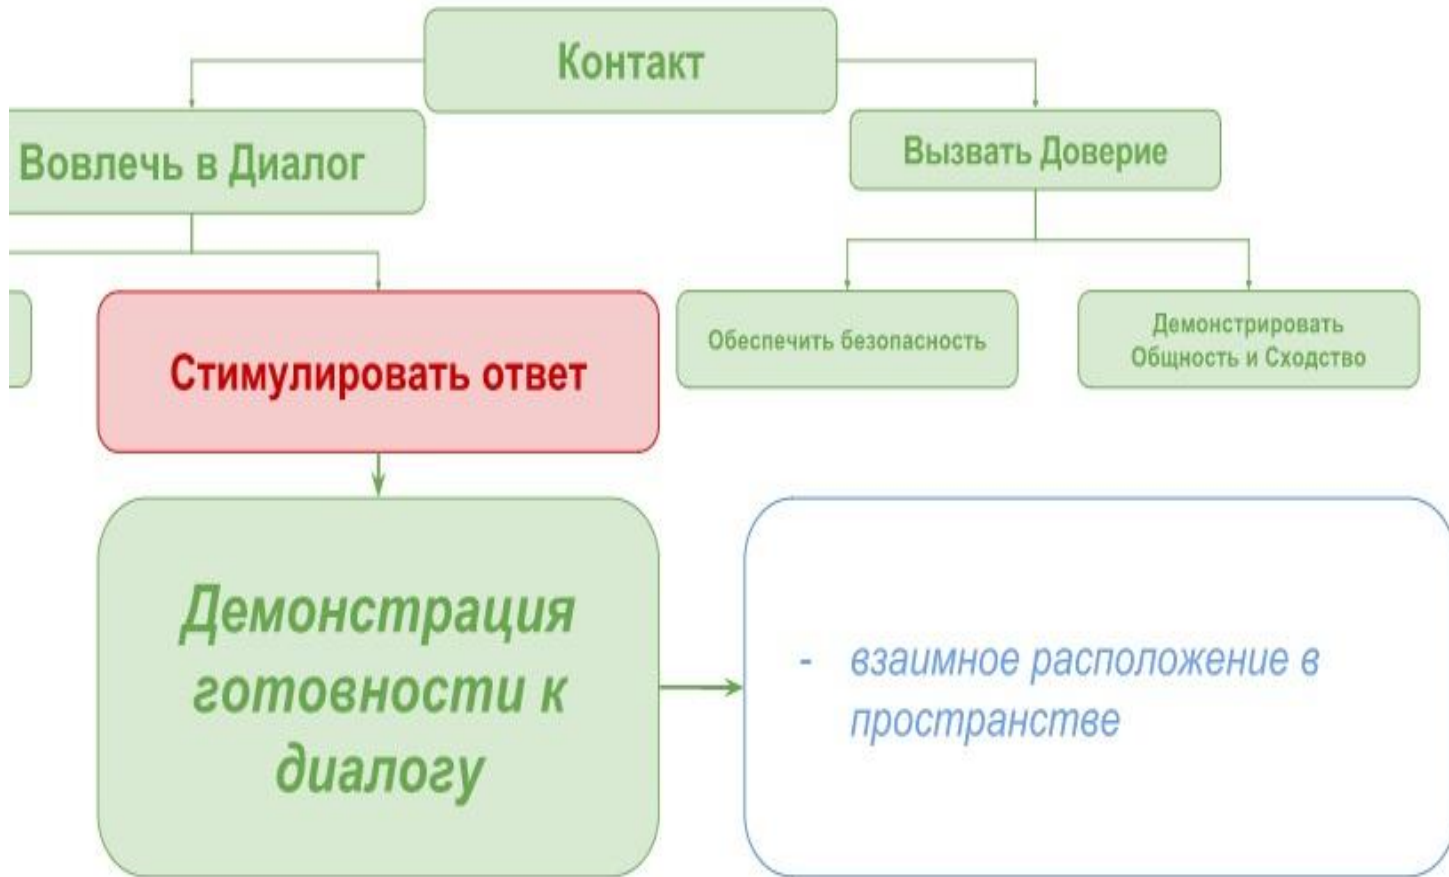 Контакт
Вовлечь в Диалог
Вызвать Доверие
Стимулировать ответ
Обеспечить безопасность
Демонстрировать
Общность и Сходство
Демонстрация
готовности к
диалогу
- взаимное расположение в
пространстве